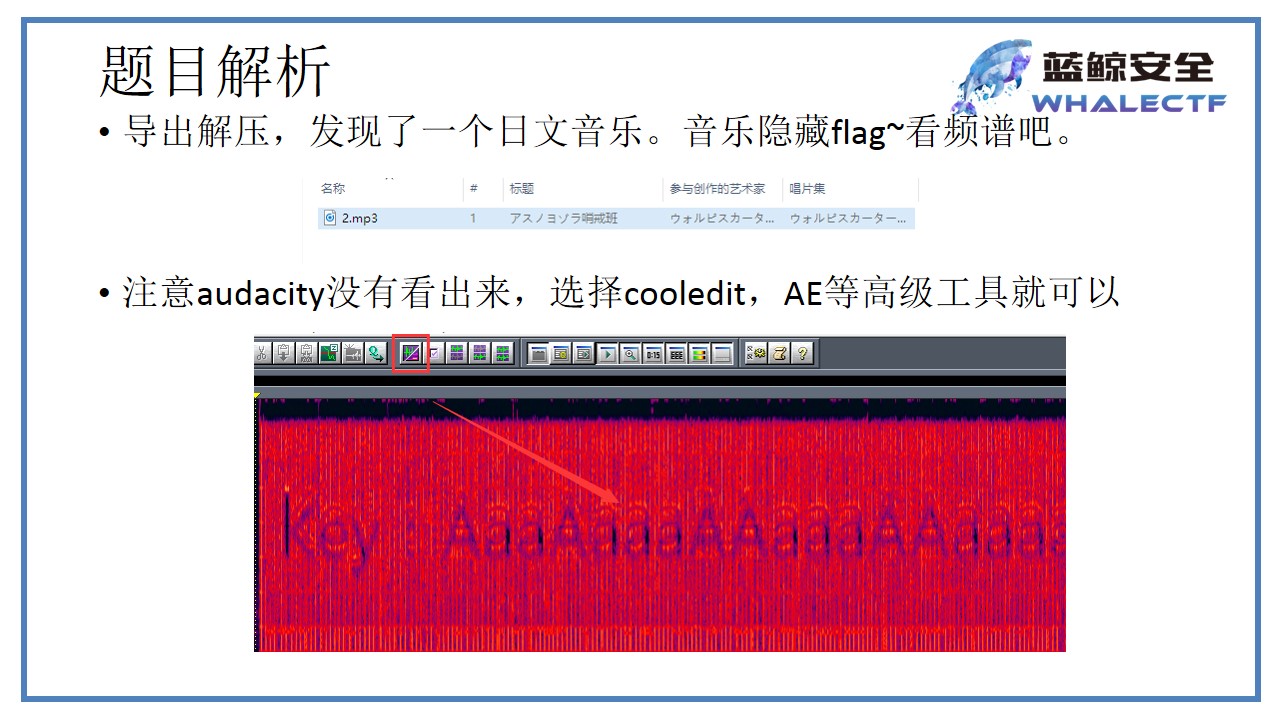 题目解析
蓝鲸安全
WHALECTF
• 导出解压，发现了一个日文音乐。音乐隐藏flag~看频谱吧。
名称 # 标题 参与创作的艺术家 唱片集
2.mp3 1 アスノヨゾラ哨戒班 ウォルピスカータ... ウォルピスカーター...
• 注意audacity没有看出来，选择cooledit，AE等高级工具就可以
Key : AaaAaaaaAAaaaaAAaaaa